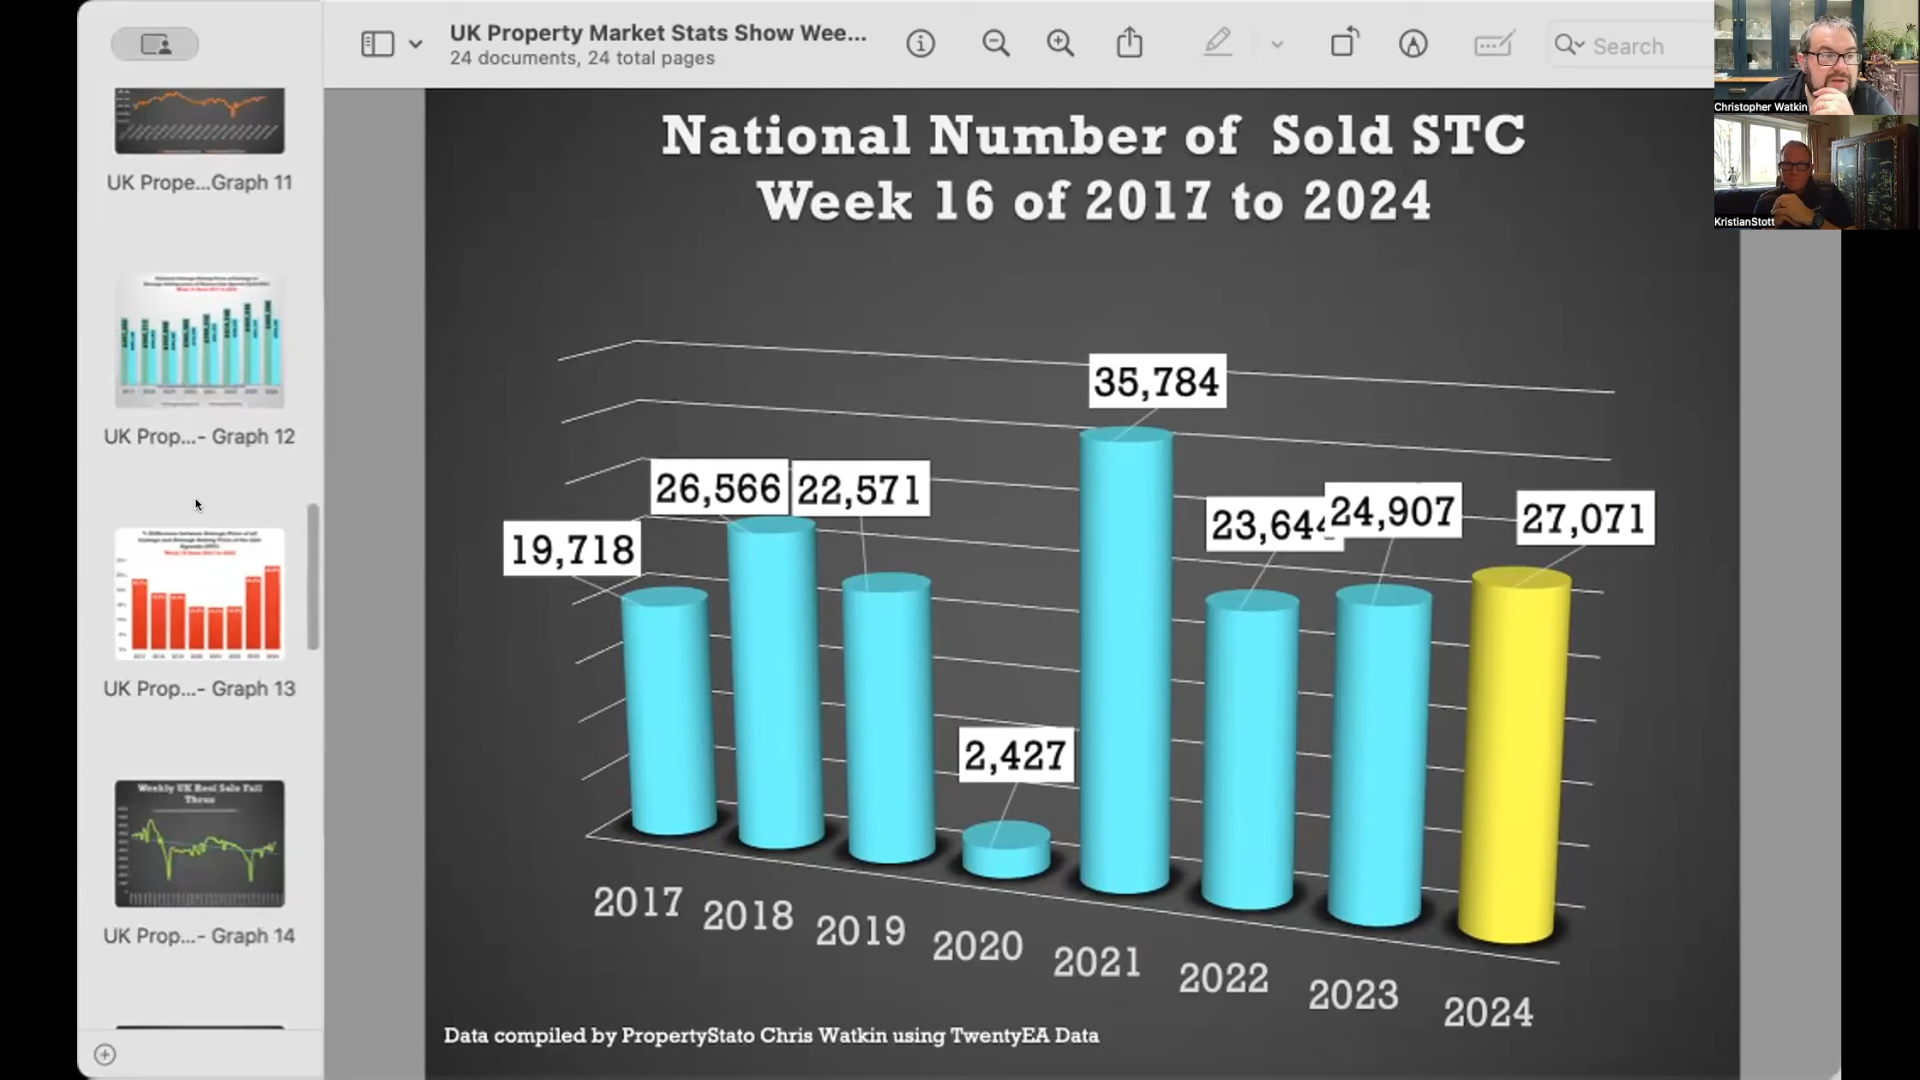 UK Property Market Stats Show Wee...
24 documents, 24 total pages
Search
Christopher Watkin
KristianStott
UK Prope...Graph 11
UK Prop...- Graph 12
UK Prop...- Graph 13
Weekly UK Resi Sale Fall
Thrus
UK Prop...- Graph 14
National Number of Sold STC
Week 16 of 2017 to 2024
35,784
26,566
22,571
23,644
24,907
27,071
19,718
2,427
2017
2018
2019
2020
2021
2022
2023
2024
Data compiled by PropertyStato Chris Watkin using TwentyEA Data